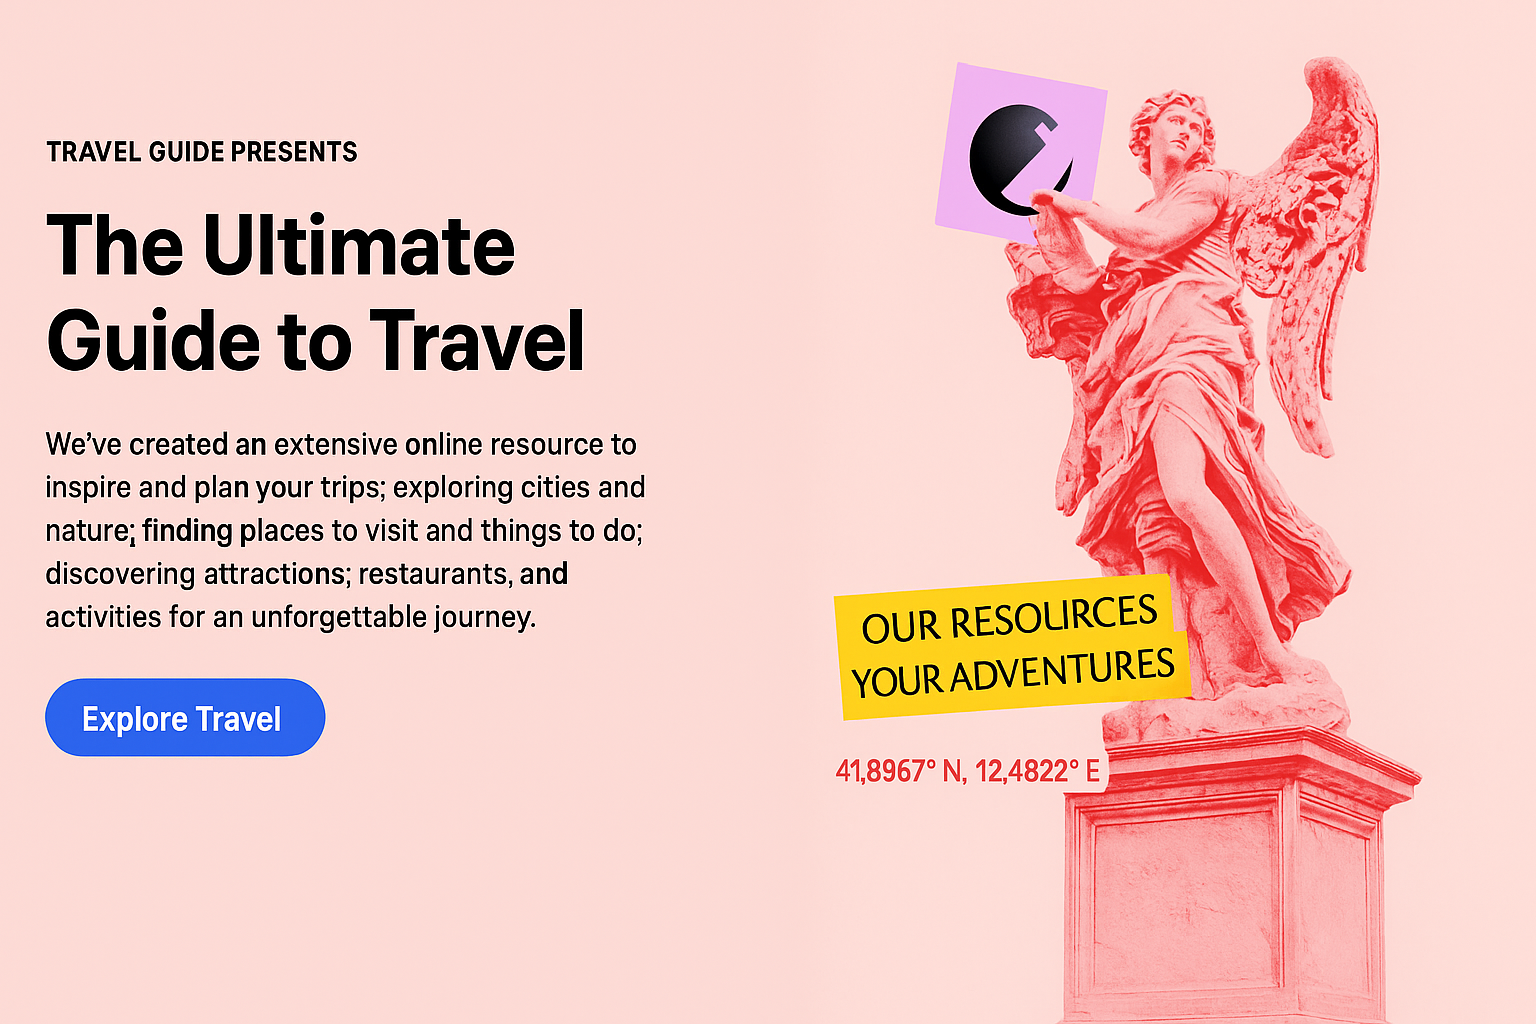 TRAVEL GUIDE PRESENTS
The Ultimate
Guide to Travel
We’ve created an extensive online resource to
inspire and plan your trips; exploring cities and
nature; finding places to visit and things to do;
discovering attractions; restaurants, and
activities for an unforgettable journey.
Explore Travel
OUR RESOURCES
YOUR ADVENTURES
41,8967° N, 12,4822° E